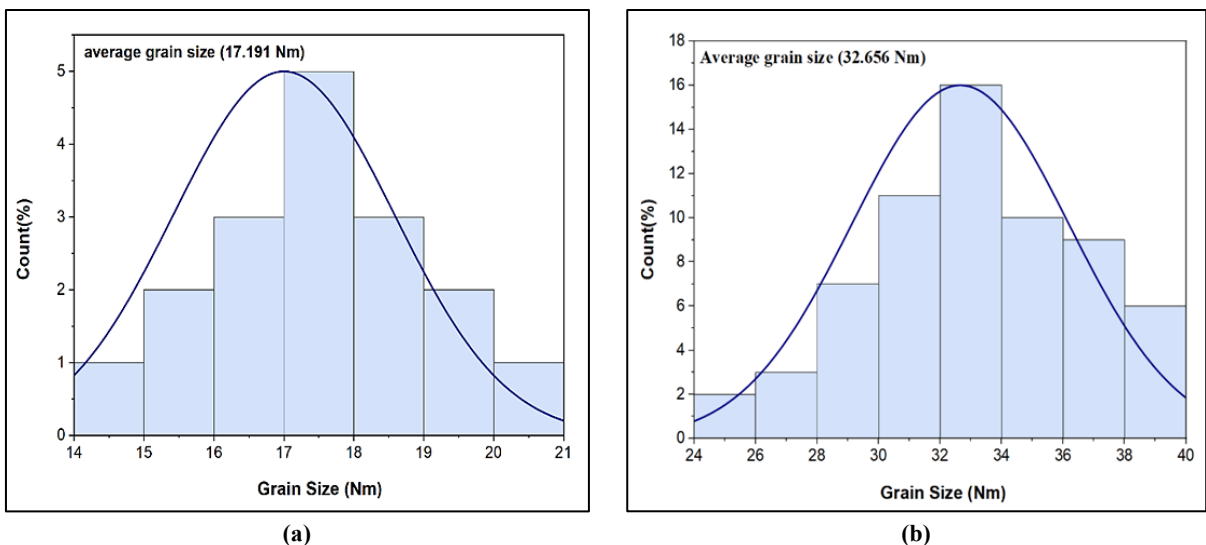 average grain size (17.191 Nm)
5
4
3
2
1
0
Count(%)
14 15 16 17 18 19 20 21
Grain Size (Nm)
(a)
Average grain size (32.656 Nm)
18
16
14
12
10
8
6
4
2
0
Count(%)
24 26 28 30 32 34 36 38 40
Grain Size (Nm)
(b)